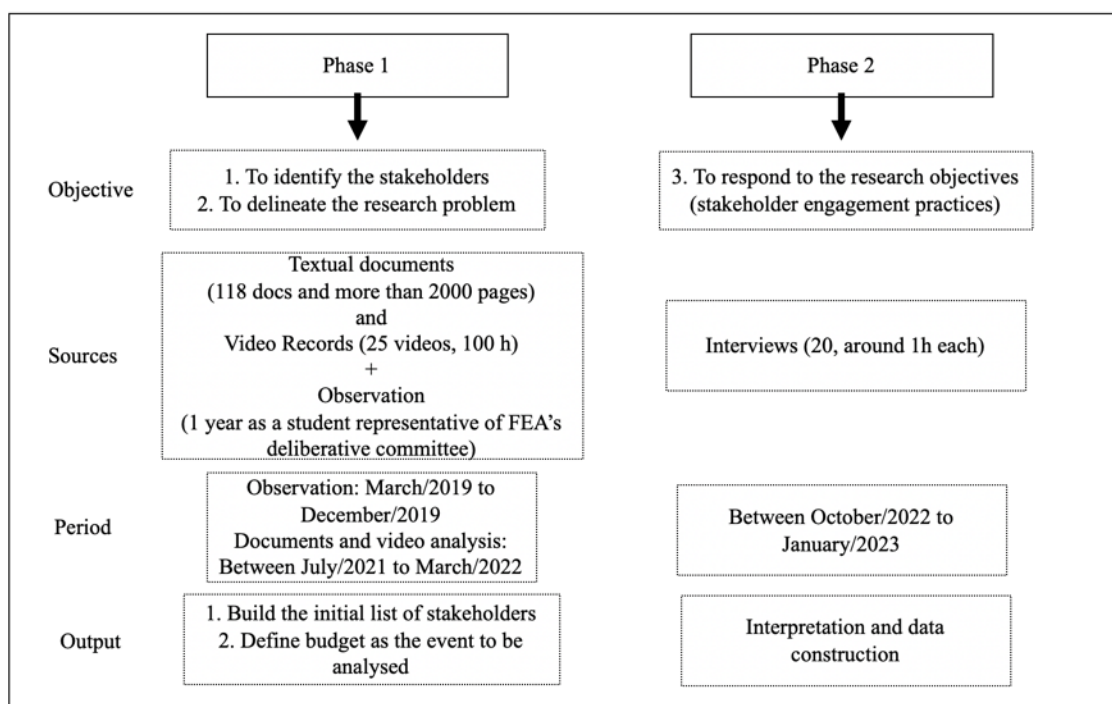 Phase 1
Phase 2
Objective
1. To identify the stakeholders
2. To delineate the research problem
3. To respond to the research objectives
(stakeholder engagement practices)
Sources
Textual documents
(118 docs and more than 2000 pages)
and
Video Records (25 videos, 100 h)
+
Observation
(1 year as a student representative of FEA's
deliberative committee)
Interviews (20, around 1h each)
Period
Observation: March/2019 to
December/2019
Documents and video analysis:
Between July/2021 to March/2022
Between October/2022 to
January/2023
Output
1. Build the initial list of stakeholders
2. Define budget as the event to be
analysed
Interpretation and data
construction